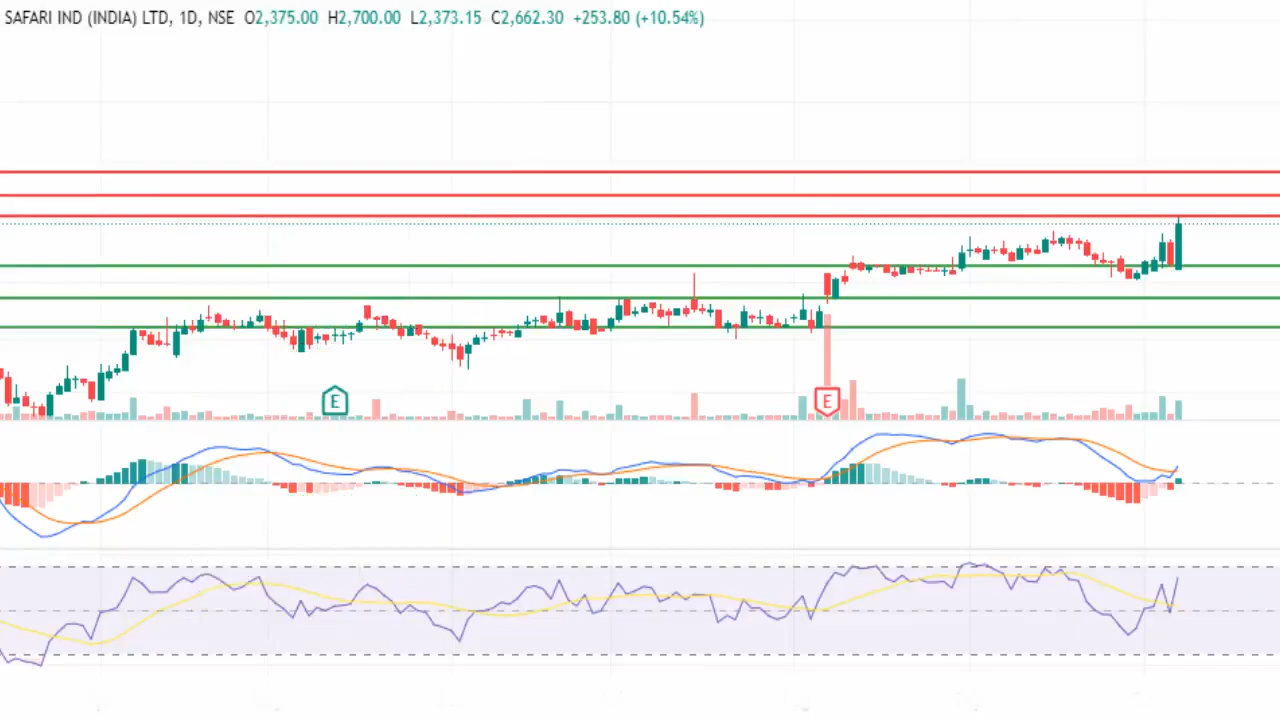 SAFARI IND (INDIA) LTD, 1D, NSE O2,375.00 H2,700.00 L2,373.15 C2,662.30 +253.80 (+10.54%)
E
E